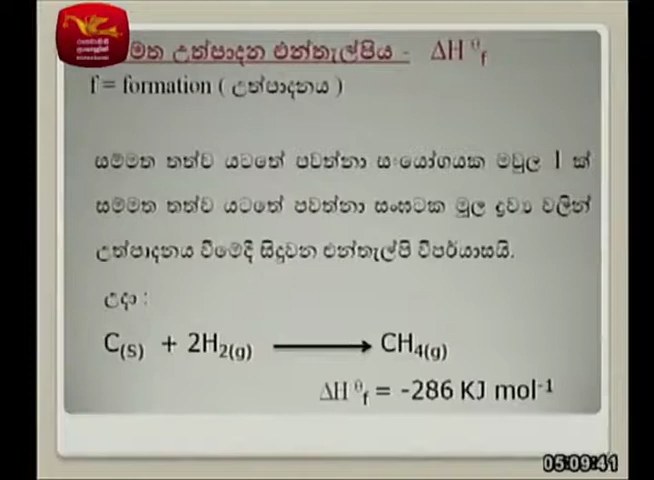 මත උත්පාදන එන්තැල්පිය - ΔH θ f
f = formation ( උත්පාදනය )
සම්මත තත්ව යටතේ පවත්නා සංයෝගයක මවුල 1 ක්
සම්මත තත්ව යටතේ පවත්නා සංඝටක මූල ද්‍රව්‍ය වලින්
උත්පාදනය වීමේදී සිදුවන එන්තැල්පි විපර්යාසයි.
උදා :
C(S) + 2H2(g) ⟶ CH4(g)
ΔH θ f = -286 KJ mol-1
05:09:41